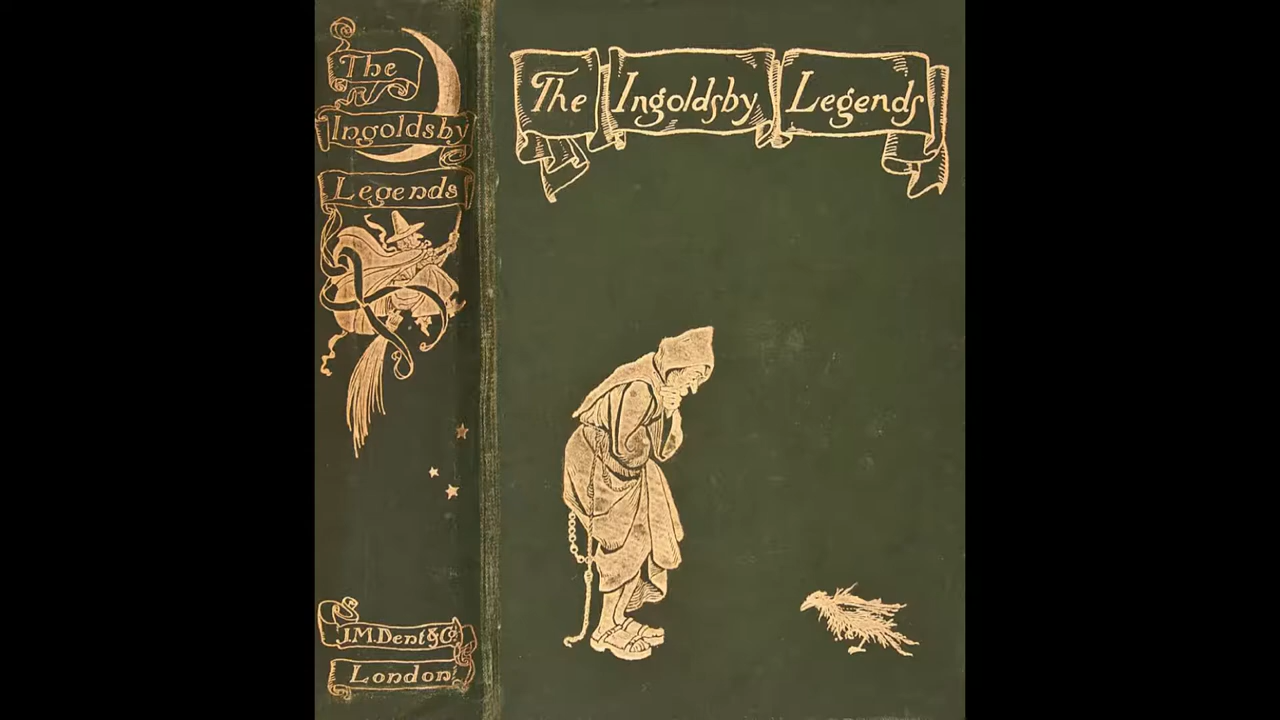 The
Ingoldsby
Legends
J.M.Dent & Co
London
The Ingoldsby Legends